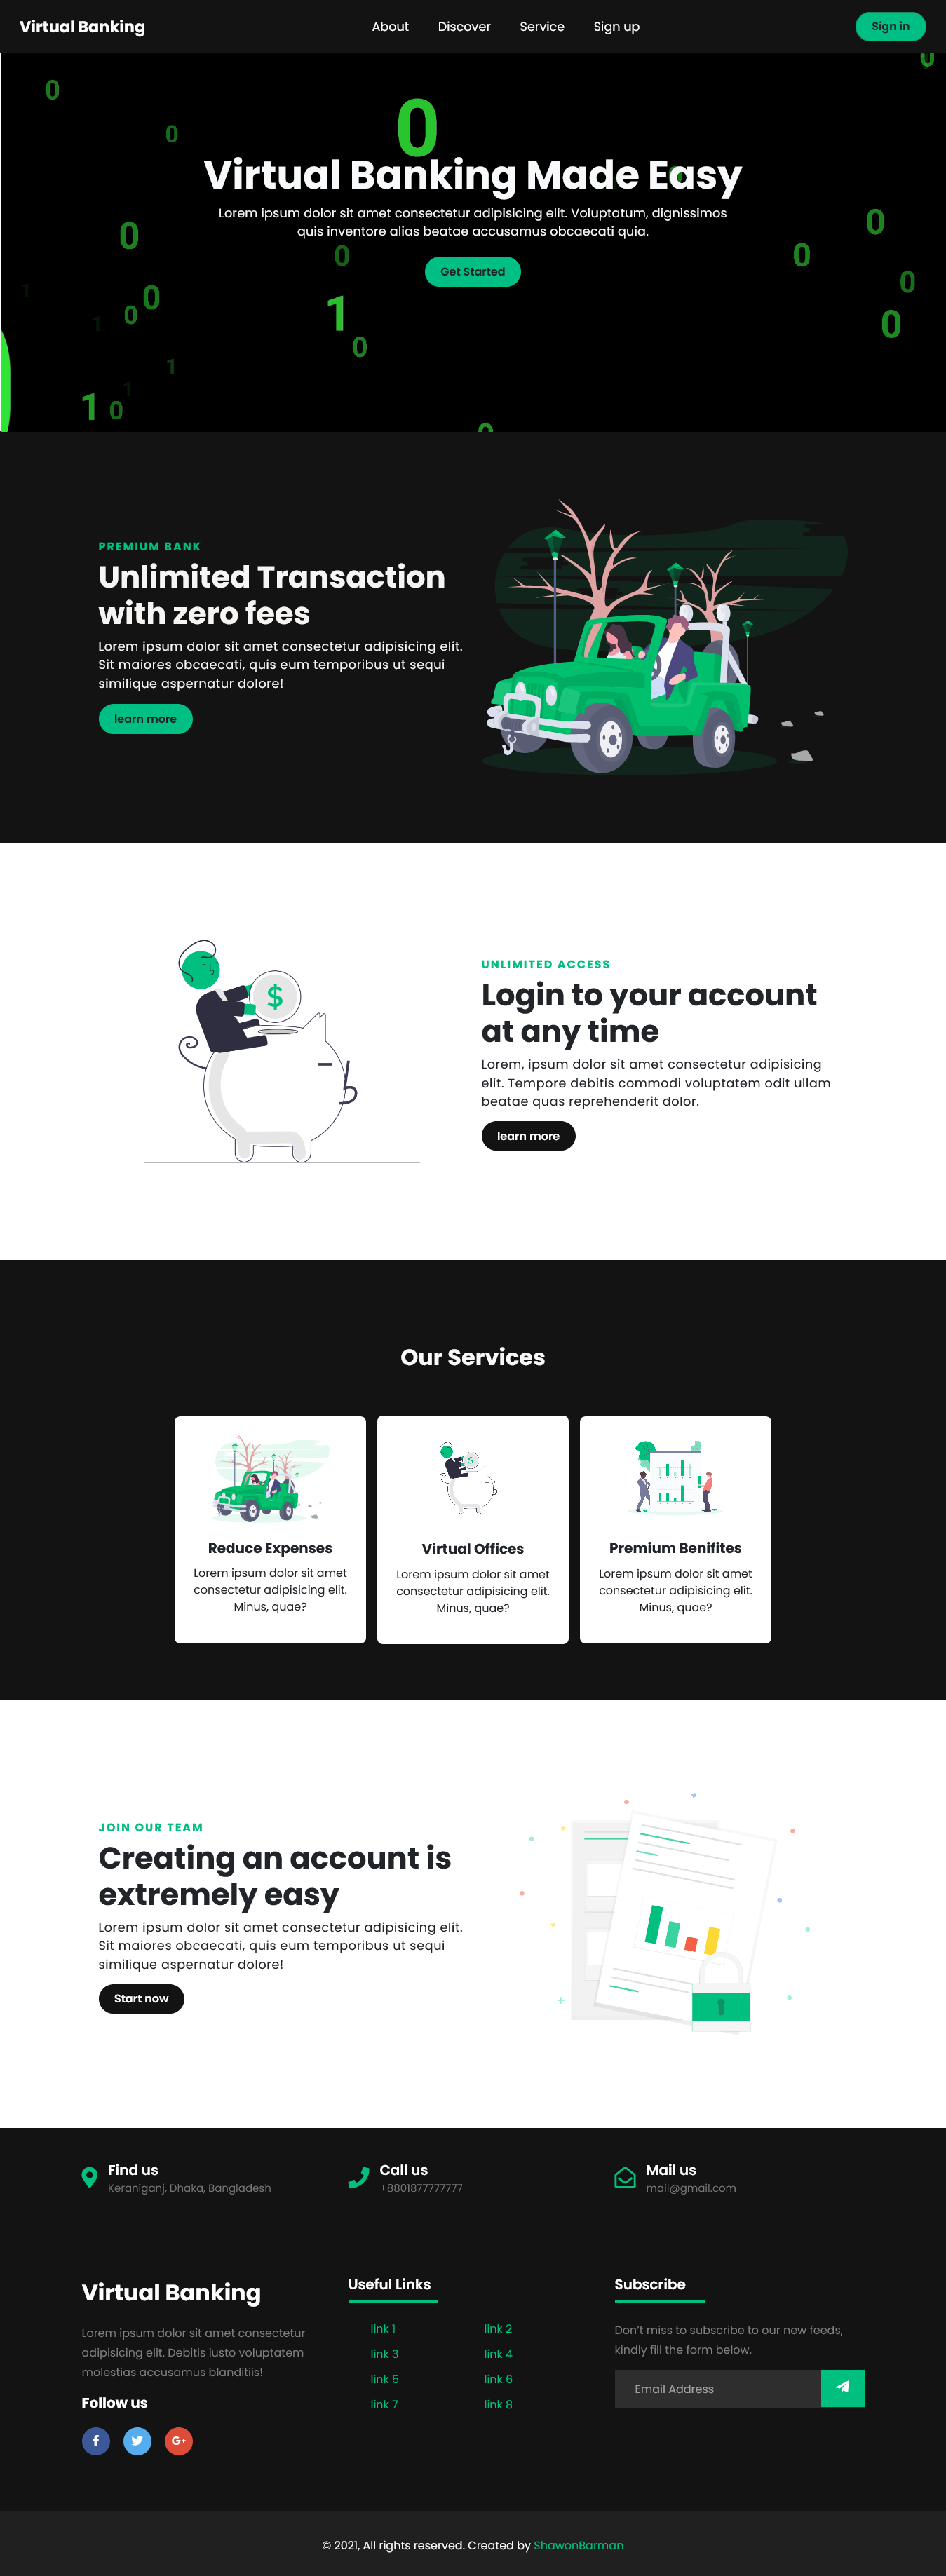 Virtual Banking
About
Discover
Service
Sign up
Sign in
0
0
0
0
Virtual Banking Made Easy
Lorem ipsum dolor sit amet consectetur adipisicing elit. Voluptatum, dignissimos
quis inventore alias beatae accusamus obcaecati quia.
0
0
0
0
Get Started
0
1
0
0
1
0
1
0
0
1
1
1
0
0
PREMIUM BANK
Unlimited Transaction
with zero fees
Lorem ipsum dolor sit amet consectetur adipisicing elit.
Sit maiores obcaecati, quis eum temporibus ut sequi
similique aspernatur dolore!
learn more
$
UNLIMITED ACCESS
Login to your account
at any time
Lorem, ipsum dolor sit amet consectetur adipisicing
elit. Tempore debitis commodi voluptatem odit ullam
beatae quas reprehenderit dolor.
learn more
Our Services
$
Reduce Expenses
Lorem ipsum dolor sit amet
consectetur adipisicing elit.
Minus, quae?
Virtual Offices
Lorem ipsum dolor sit amet
consectetur adipisicing elit.
Minus, quae?
Premium Benifites
Lorem ipsum dolor sit amet
consectetur adipisicing elit.
Minus, quae?
JOIN OUR TEAM
Creating an account is
extremely easy
Lorem ipsum dolor sit amet consectetur adipisicing elit.
Sit maiores obcaecati, quis eum temporibus ut sequi
similique aspernatur dolore!
Start now
Find us
Keraniganj, Dhaka, Bangladesh
Call us
+8801877777777
Mail us
mail@gmail.com
Virtual Banking
Lorem ipsum dolor sit amet consectetur
adipisicing elit. Debitis iusto voluptatem
molestias accusamus blanditiis!
Follow us
f
G+
Useful Links
link 1
link 2
link 3
link 4
link 5
link 6
link 7
link 8
Subscribe
Don't miss to subscribe to our new feeds,
kindly fill the form below.
Email Address
© 2021, All rights reserved. Created by ShawonBarman